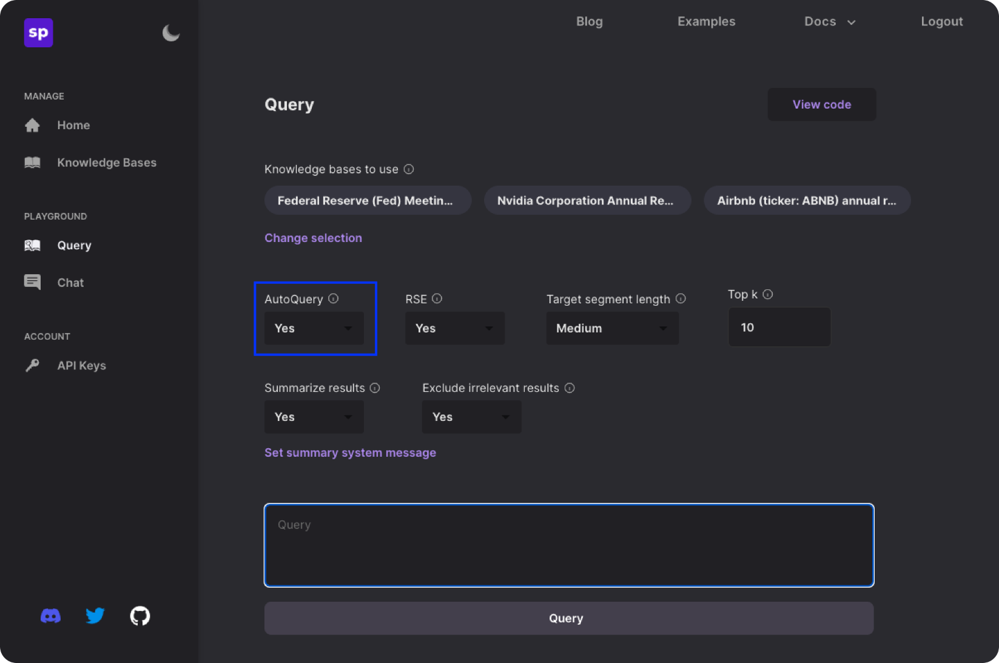 sp
MANAGE
Home
Knowledge Bases
PLAYGROUND
Query
Chat
ACCOUNT
API Keys
Blog
Examples
Docs
Logout
Query
View code
Knowledge bases to use
Federal Reserve (Fed) Meetin...
Nvidia Corporation Annual Re...
Airbnb (ticker: ABNB) annual r...
Change selection
AutoQuery
Yes
RSE
Yes
Target segment length
Medium
Top k
10
Summarize results
Yes
Exclude irrelevant results
Yes
Set summary system message
Query
Query